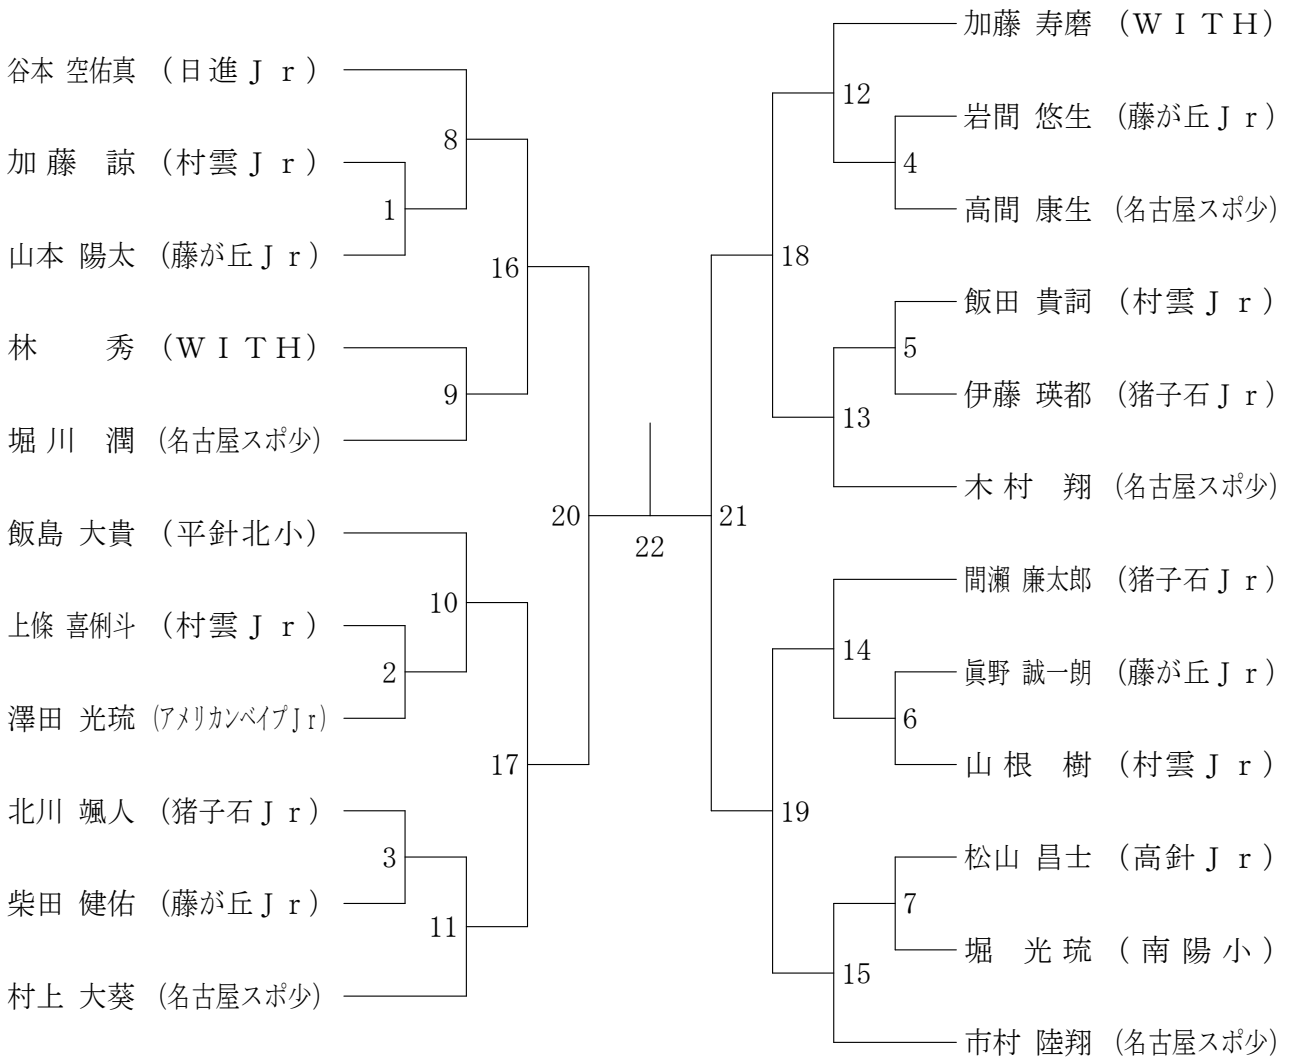 谷本 空佑真 (日進Ｊｒ)
8
加藤 諒 (村雲Ｊｒ)
1
山本 陽太 (藤が丘Ｊｒ)
16
林 秀 (ＷＩＴＨ)
9
堀川 潤 (名古屋スポ少)
20
飯島 大貴 (平針北小)
10
上條 喜俐斗 (村雲Ｊｒ)
2
澤田 光琉 (アメリカンベイプＪｒ)
17
北川 颯人 (猪子石Ｊｒ)
3
柴田 健佑 (藤が丘Ｊｒ)
11
村上 大葵 (名古屋スポ少)
22
加藤 寿磨 (ＷＩＴＨ)
12
岩間 悠生 (藤が丘Ｊｒ)
4
高間 康生 (名古屋スポ少)
18
飯田 貴詞 (村雲Ｊｒ)
5
伊藤 瑛都 (猪子石Ｊｒ)
13
木村 翔 (名古屋スポ少)
21
間瀬 廉太郎 (猪子石Ｊｒ)
14
眞野 誠一朗 (藤が丘Ｊｒ)
6
山根 樹 (村雲Ｊｒ)
19
松山 昌士 (高針Ｊｒ)
7
堀 光琉 (南陽小)
15
市村 陸翔 (名古屋スポ少)